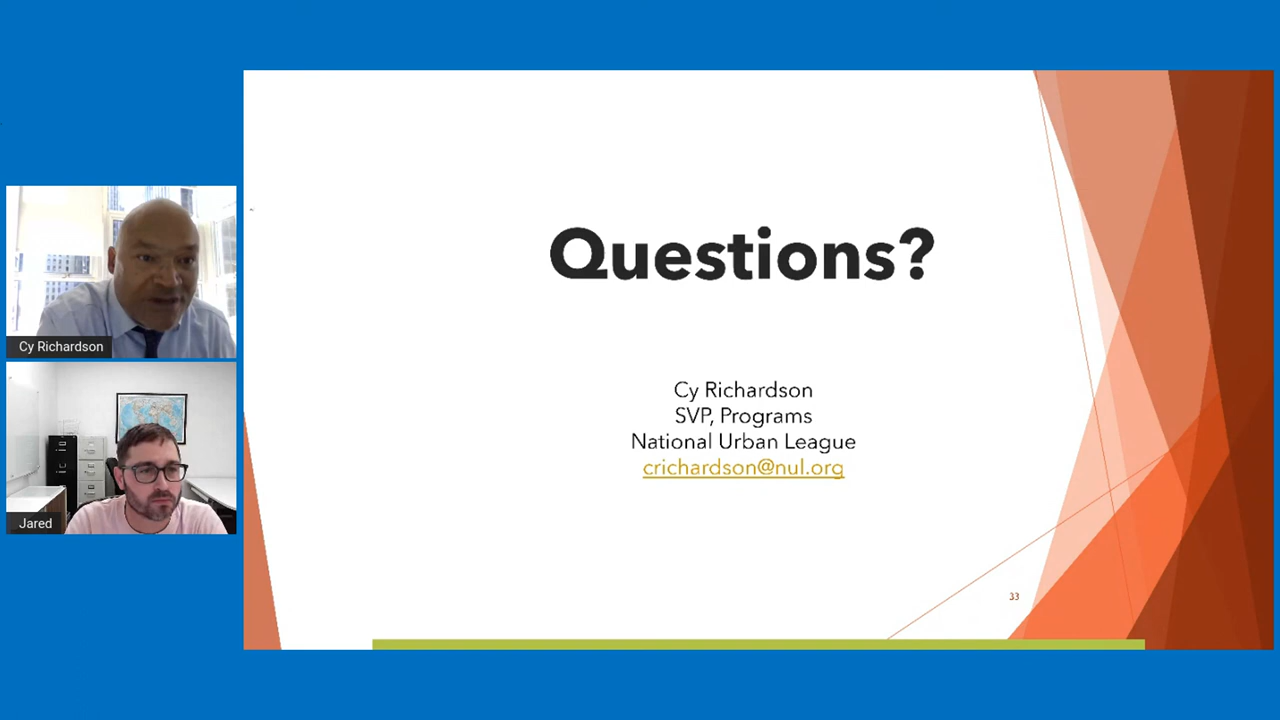 Cy Richardson
Jared
Questions?
Cy Richardson
SVP, Programs
National Urban League
crichardson@nul.org
33